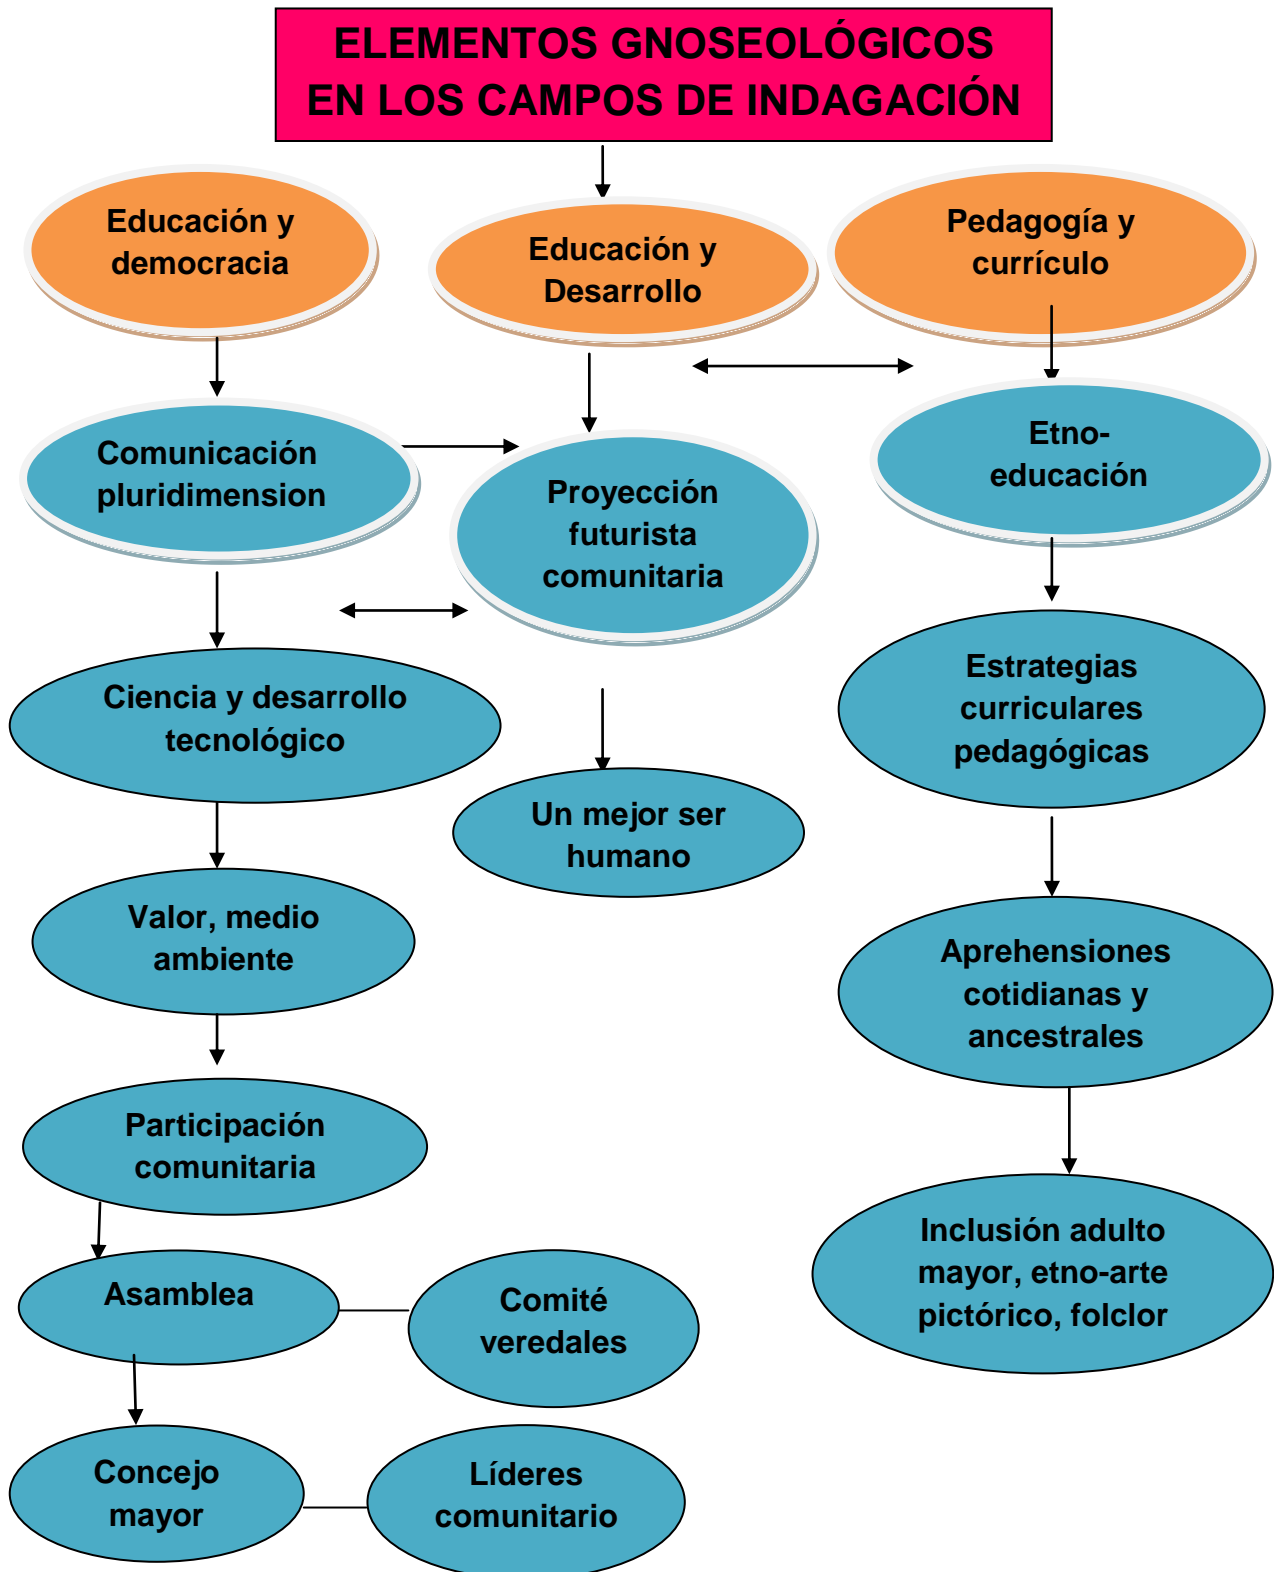 ELEMENTOS GNOSEOLÓGICOS
EN LOS CAMPOS DE INDAGACIÓN
Educación y
democracia
Educación y
Desarrollo
Pedagogía y
currículo
Comunicación
pluridimension
Proyección
futurista
comunitaria
Etno-
educación
Ciencia y desarrollo
tecnológico
Estrategias
curriculares
pedagógicas
Un mejor ser
humano
Valor, medio
ambiente
Aprehensiones
cotidianas y
ancestrales
Participación
comunitaria
Inclusión adulto
mayor, etno-arte
pictórico, folclor
Asamblea
Comité
veredales
Concejo
mayor
Líderes
comunitario